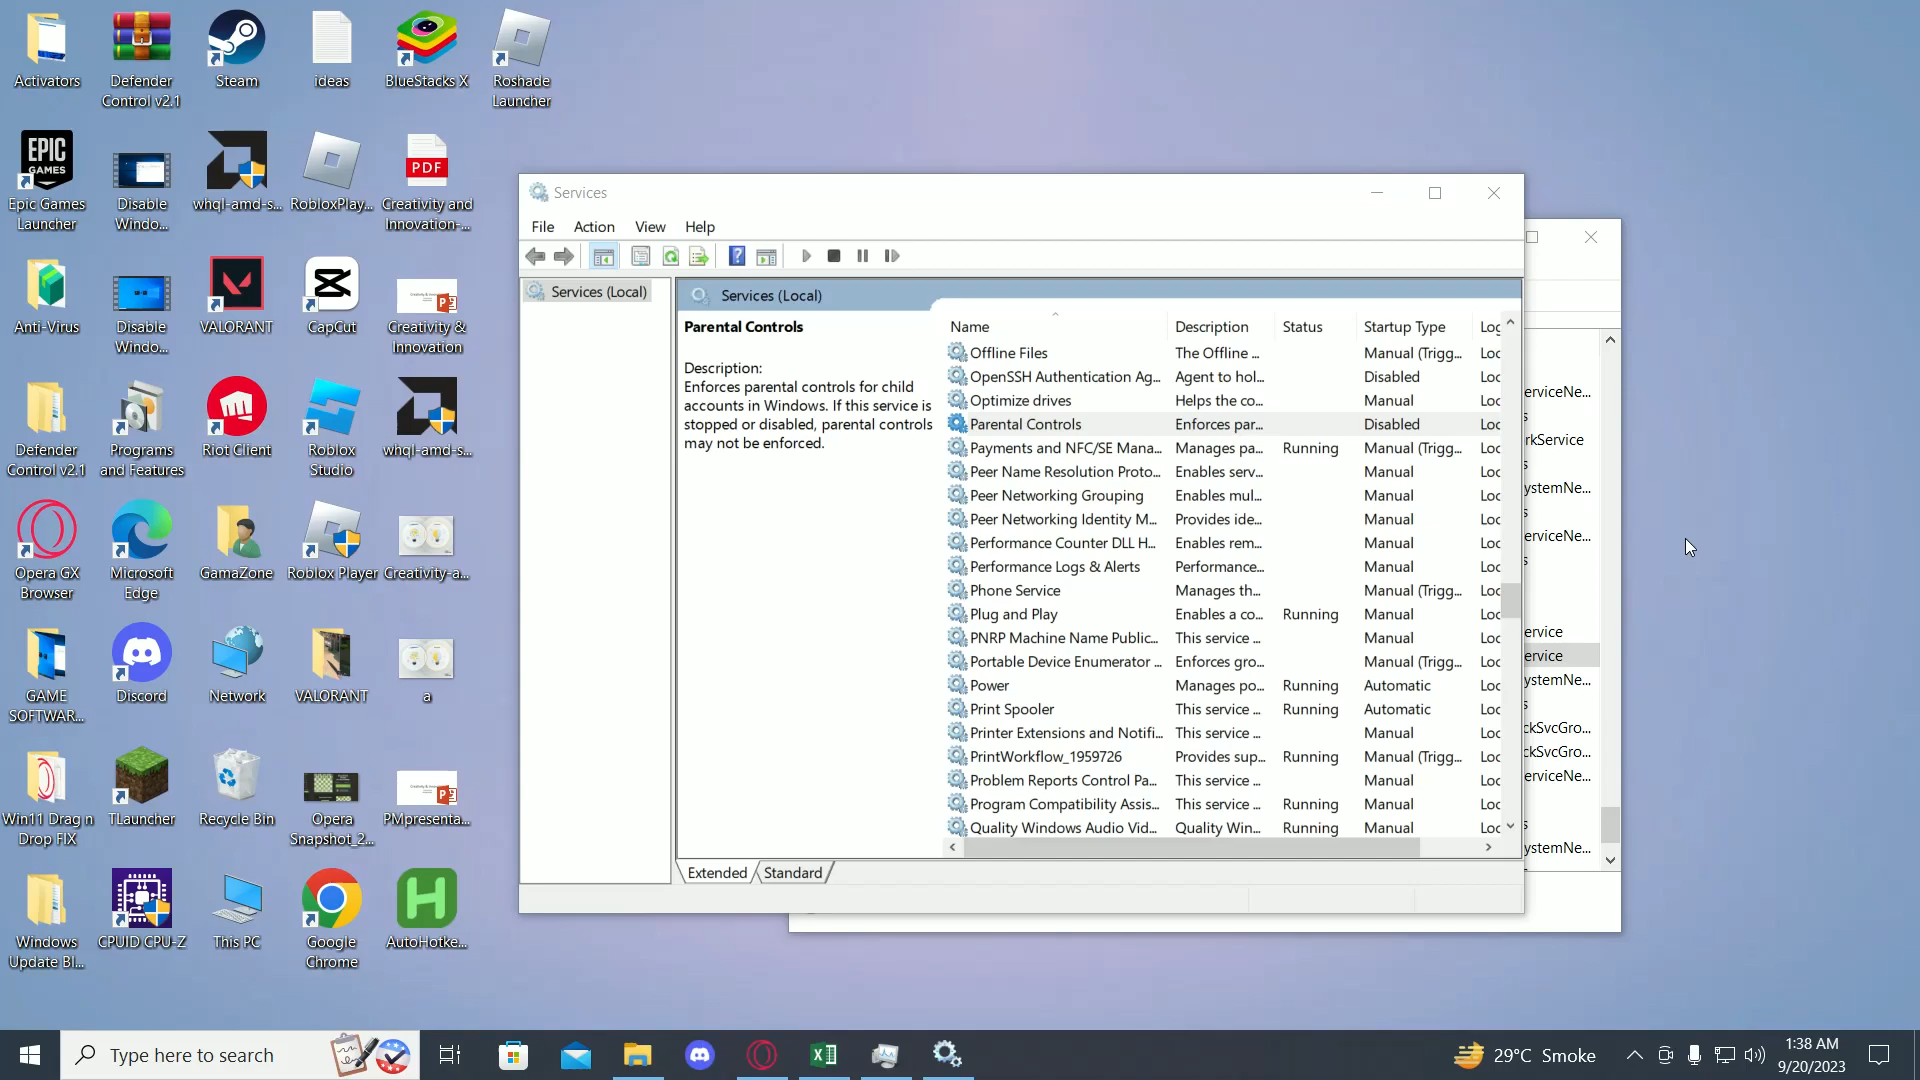 Activators
Defender
Control v2.1
Steam
ideas
BlueStacks X
Roshade
Launcher
EPIC
GAMES
Epic Games
Launcher
Disable
Windo...
whql-amd-s...
RobloxPlay...
PDF
Creativity and
Innovation-...
Anti-Virus
Disable
Windo...
VALORANT
CapCut
Creativity &
Innovation
Defender
Control v2.1
Programs
and Features
Riot Client
Roblox
Studio
whql-amd-s...
Opera GX
Browser
Microsoft
Edge
GamaZone
Roblox Player
Creativity-a...
GAME
SOFTWAR...
Discord
Network
VALORANT
a
Win11 Drag n
Drop FIX
TLauncher
Recycle Bin
Opera
Snapshot_2...
PMpresenta...
Windows
Update Bl...
CPUID CPU-Z
This PC
Google
Chrome
AutoHotke...
Services
File Action View Help
Services (Local)
Services (Local)
Parental Controls
Description:
Enforces parental controls for child
accounts in Windows. If this service is
stopped or disabled, parental controls
may not be enforced.
Name Description Status Startup Type Log
Offline Files The Offline ... Manual (Trigg... Loc
OpenSSH Authentication Ag... Agent to hol... Disabled Loc
Optimize drives Helps the co... Manual Loc
Parental Controls Enforces par... Disabled Loc
Payments and NFC/SE Mana... Manages pa... Running Manual (Trigg... Loc
Peer Name Resolution Proto... Enables serv... Manual Loc
Peer Networking Grouping Enables mul... Manual Loc
Peer Networking Identity M... Provides ide... Manual Loc
Performance Counter DLL H... Enables rem... Manual Loc
Performance Logs & Alerts Performance... Manual Loc
Phone Service Manages th... Manual (Trigg... Loc
Plug and Play Enables a co... Running Manual Loc
PNRP Machine Name Public... This service ... Manual Loc
Portable Device Enumerator ... Enforces gro... Manual (Trigg... Loc
Power Manages po... Running Automatic Loc
Print Spooler This service ... Running Automatic Loc
Printer Extensions and Notifi... This service ... Manual Loc
PrintWorkflow_1959726 Provides sup... Running Manual (Trigg... Loc
Problem Reports Control Pa... This service ... Manual Loc
Program Compatibility Assis... This service ... Running Manual Loc
Quality Windows Audio Vid... Quality Win... Running Manual Loc
Extended Standard
erviceNe...
s
rkService
s
ystemNe...
s
erviceNe...
s
ervice
ervice
ystemNe...
s
ckSvcGro...
ckSvcGro...
erviceNe...
s
ystemNe...
Type here to search
29°C Smoke
1:38 AM
9/20/2023